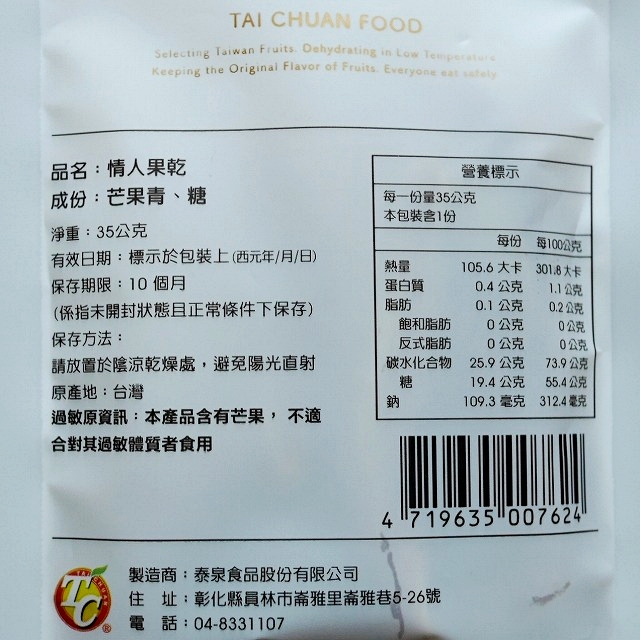 TAI CHUAN FOOD
Selecting Taiwan Fruits. Dehydrating in Low Temperature
Keeping the Original Flavor of Fruits. Everyone eat safely
品名：情人果乾
成份：芒果青、糖
淨重：35公克
有效日期：標示於包裝上(西元年/月/日)
保存期限：10 個月
(係指未開封狀態且正常條件下保存)
保存方法：
請放置於陰涼乾燥處，避免陽光直射
原產地：台灣
過敏原資訊：本產品含有芒果， 不適
合對其過敏體質者食用
營養標示
每一份量35公克
本包裝含1份
每份 每100公克
熱量 105.6 大卡 301.8 大卡
蛋白質 0.4 公克 1.1 公克
脂肪 0.1 公克 0.2 公克
飽和脂肪 0 公克 0 公克
反式脂肪 0 公克 0 公克
碳水化合物 25.9 公克 73.9 公克
糖 19.4 公克 55.4 公克
鈉 109.3 毫克 312.4 毫克
4 719635 007624
TAI CHUAN
TC
®
製造商：泰泉食品股份有限公司
住 址：彰化縣員林市崙雅里崙雅巷5-26號
電 話：04-8331107